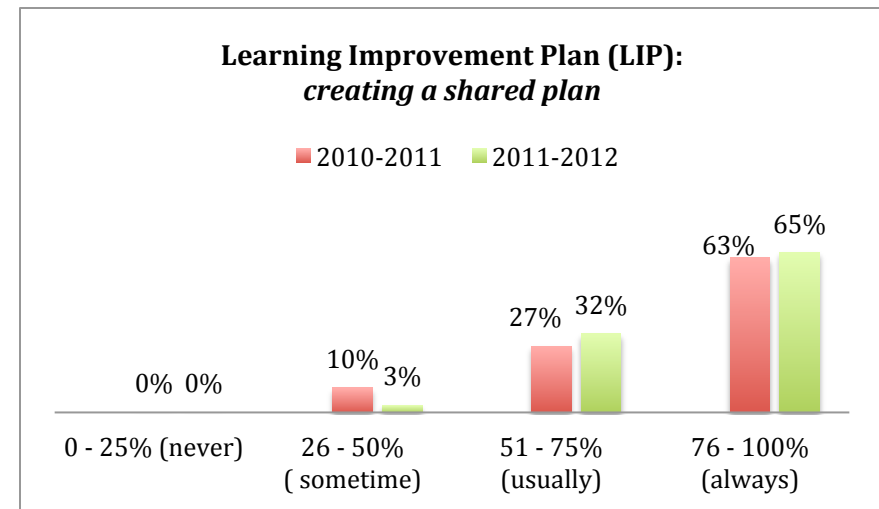 Learning Improvement Plan (LIP):
creating a shared plan
2010-2011 2011-2012
0% 0%
10% 3%
27% 32%
63% 65%
0 - 25% (never)
26 - 50%
( sometime)
51 - 75%
(usually)
76 - 100%
(always)